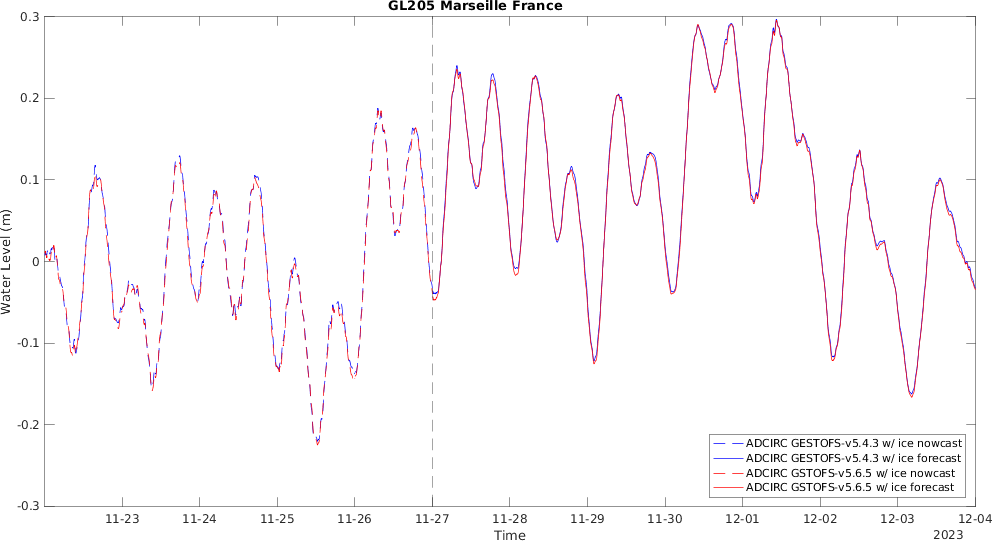 GL205 Marseille France
Water Level (m)
0.3
0.2
0.1
0
-0.1
-0.2
-0.3
11-23 11-24 11-25 11-26 11-27 11-28 11-29 11-30 12-01 12-02 12-03 12-04
Time
2023
ADCIRC GESTOFS-v5.4.3 w/ ice nowcast
ADCIRC GESTOFS-v5.4.3 w/ ice forecast
ADCIRC GSTOFS-v5.6.5 w/ ice nowcast
ADCIRC GSTOFS-v5.6.5 w/ ice forecast